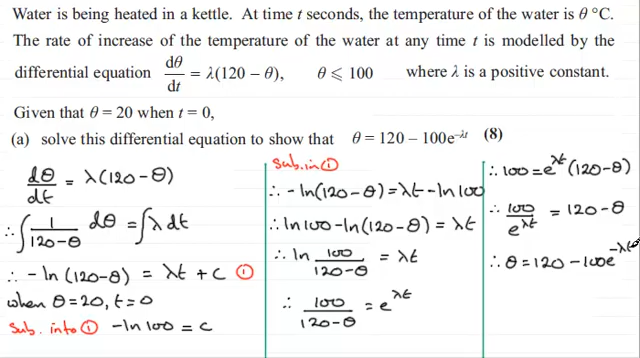 Water is being heated in a kettle. At time t seconds, the temperature of the water is θ °C.
The rate of increase of the temperature of the water at any time t is modelled by the
differential equation dθ/dt = λ(120 − θ), θ ⩽ 100 where λ is a positive constant.
Given that θ = 20 when t = 0,
(a) solve this differential equation to show that θ = 120 − 100e^−λt (8)
dθ/dt = λ(120 − θ)
∴ ∫ 1/(120−θ) dθ = ∫ λ dt
∴ −ln(120−θ) = λt + c ①
when θ = 20, t = 0
Sub. into ① −ln 100 = c
Sub. in ①
∴ −ln(120−θ) = λt − ln 100
∴ ln 100 − ln(120−θ) = λt
∴ ln 100/(120−θ) = λt
∴ 100/(120−θ) = e^λt
∴ 100 = e^λt (120−θ)
∴ 100/e^λt = 120−θ
∴ θ = 120 − 100e^−λt